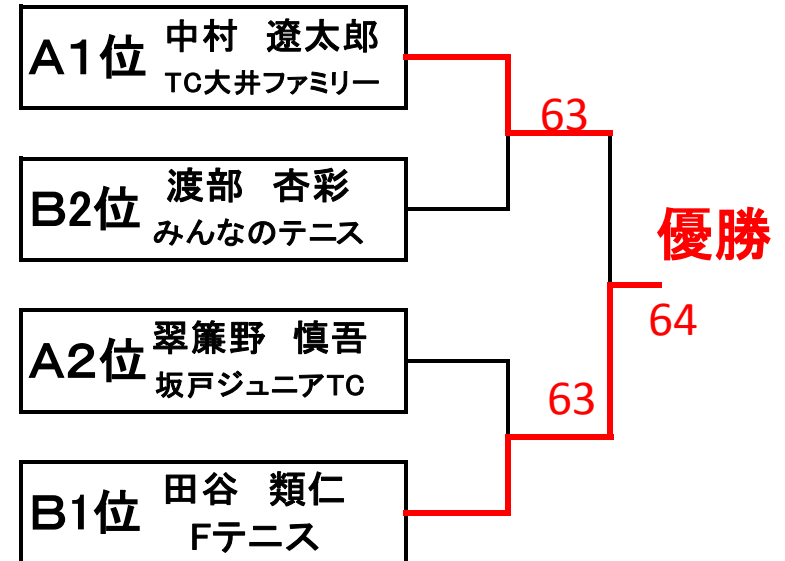 A1位 中村 遼太郎
TC大井ファミリー
63
B2位 渡部 杏彩
みんなのテニス
優勝
64
A2位 翠簾野 慎吾
坂戸ジュニアTC
63
B1位 田谷 類仁
Fテニス